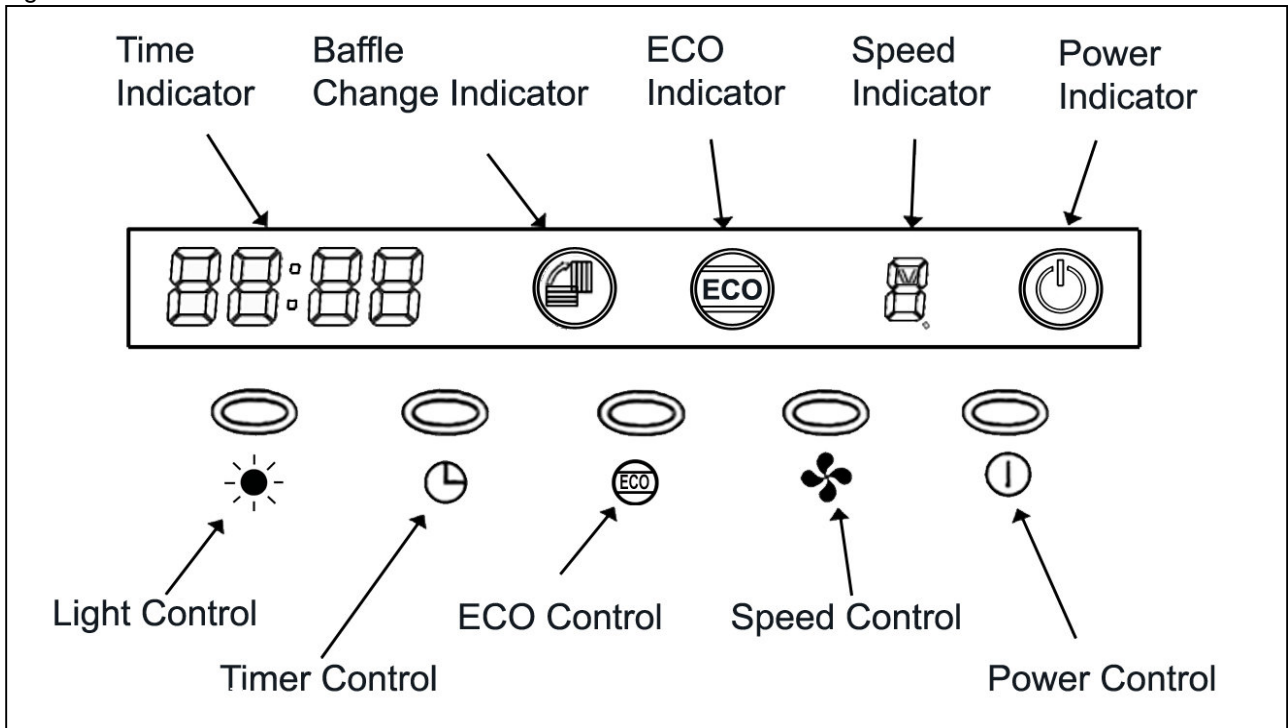 Time
Indicator
Baffle
Change Indicator
ECO
Indicator
Speed
Indicator
Power
Indicator
88:88
ECO
8.
ECO
Light Control
Timer Control
ECO Control
Speed Control
Power Control